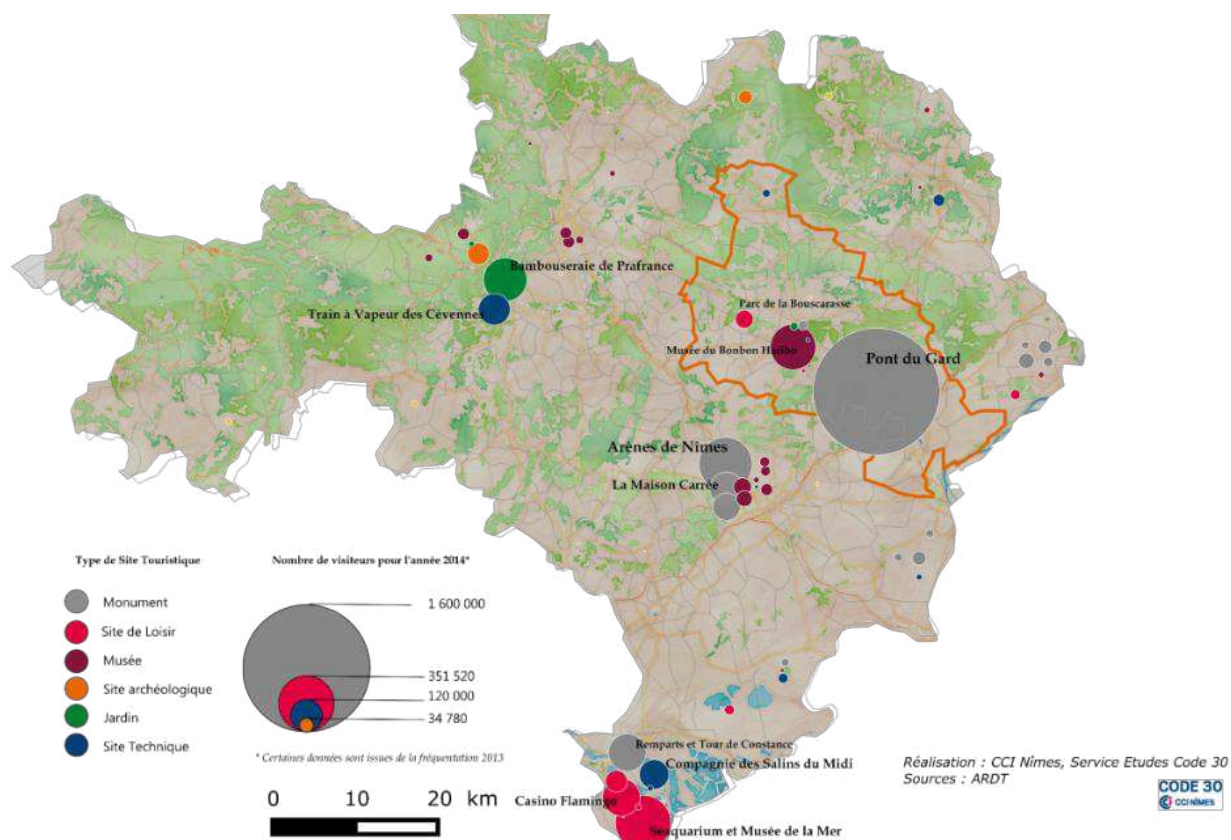 Bambouseraie de Prafrance
Train à Vapeur des Cévennes
Parc de la Bouscarasse
Musée du Bonbon Haribo
Pont du Gard
Arènes de Nîmes
La Maison Carrée
Type de Site Touristique
Monument
Site de Loisir
Musée
Site archéologique
Jardin
Site Technique
Nombre de visiteurs pour l'année 2014*
1 600 000
351 520
120 000
34 780
* Certaines données sont issues de la fréquentation 2013
0 10 20 km
Remparts et Tour de Constance
Compagnie des Salins du Midi
Casino Flamingo
Seaquarium et Musée de la Mer
Réalisation : CCI Nîmes, Service Etudes Code 30
Sources : ARDT
CODE 30
CCI NÎMES